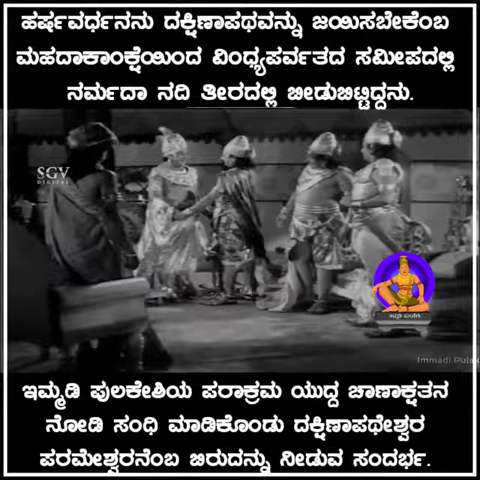 ಹರ್ಷವರ್ಧನನು ದಕ್ಷಿಣಾಪಥವನ್ನು ಜಯಿಸಬೇಕೆಂಬ
ಮಹದಾಕಾಂಕ್ಷೆಯಿಂದ ವಿಂಧ್ಯಪರ್ವತದ ಸಮೀಪದಲ್ಲಿ
ನರ್ಮದಾ ನದಿ ತೀರದಲ್ಲಿ ಬೀಡುಬಿಟ್ಟಿದ್ದನು.
SGV
DIGITAL
Immadi
ಇಮ್ಮಡಿ ಪುಲಕೇಶಿಯ ಪರಾಕ್ರಮ ಯುದ್ದ ಚಾಣಾಕ್ಷತನ
ನೋಡಿ ಸಂಧಿ ಮಾಡಿಕೊಂಡು ದಕ್ಷಿಣಾಪಥೇಶ್ವರ
ಪರಮೇಶ್ವರನೆಂಬ ಬಿರುದನ್ನು ನೀಡುವ ಸಂದರ್ಭ.